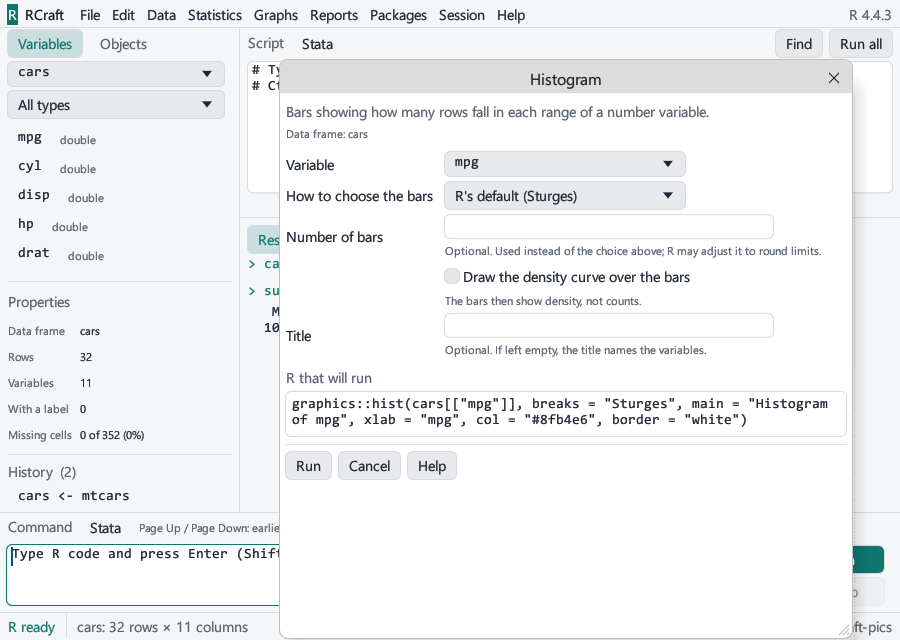 R RCraft File Edit Data Statistics Graphs Reports Packages Session Help R 4.4.3
Variables Objects
Script Stata
Find Run all
cars
All types
mpg double
cyl double
disp double
hp double
drat double
Properties
Data frame cars
Rows 32
Variables 11
With a label 0
Missing cells 0 of 352 (0%)
History (2)
cars <- mtcars
# Ty
# Ct
Res
> ca
> su
M
10
Histogram
Bars showing how many rows fall in each range of a number variable.
Data frame: cars
Variable mpg
How to choose the bars R's default (Sturges)
Number of bars
Optional. Used instead of the choice above; R may adjust it to round limits.
Draw the density curve over the bars
The bars then show density, not counts.
Title
Optional. If left empty, the title names the variables.
R that will run
graphics::hist(cars[["mpg"]], breaks = "Sturges", main = "Histogram
of mpg", xlab = "mpg", col = "#8fb4e6", border = "white")
Run Cancel Help
Command Stata Page Up / Page Down: earlie
Type R code and press Enter (Shift
R ready cars: 32 rows × 11 columns ft-pics